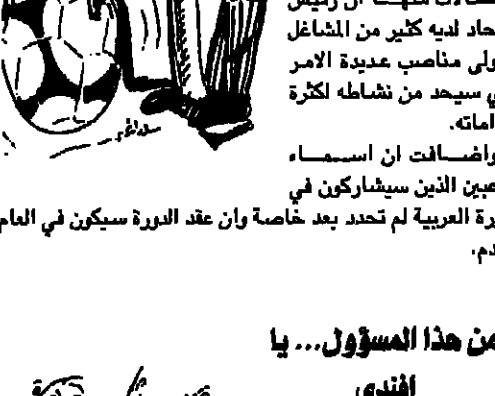 ان رئيس
حاد لديه كثير من المشاغل
ولى مناصب عديدة الامر
ي سيحد من نشاطه لكثرة
اماته.
واضافت ان اسماء
عبين الذين سيشاركون في
رة العربية لم تحدد بعد خاصة وان عقد الدورة سيكون في العام
دم.
من هذا المسؤول... يا
أفندي